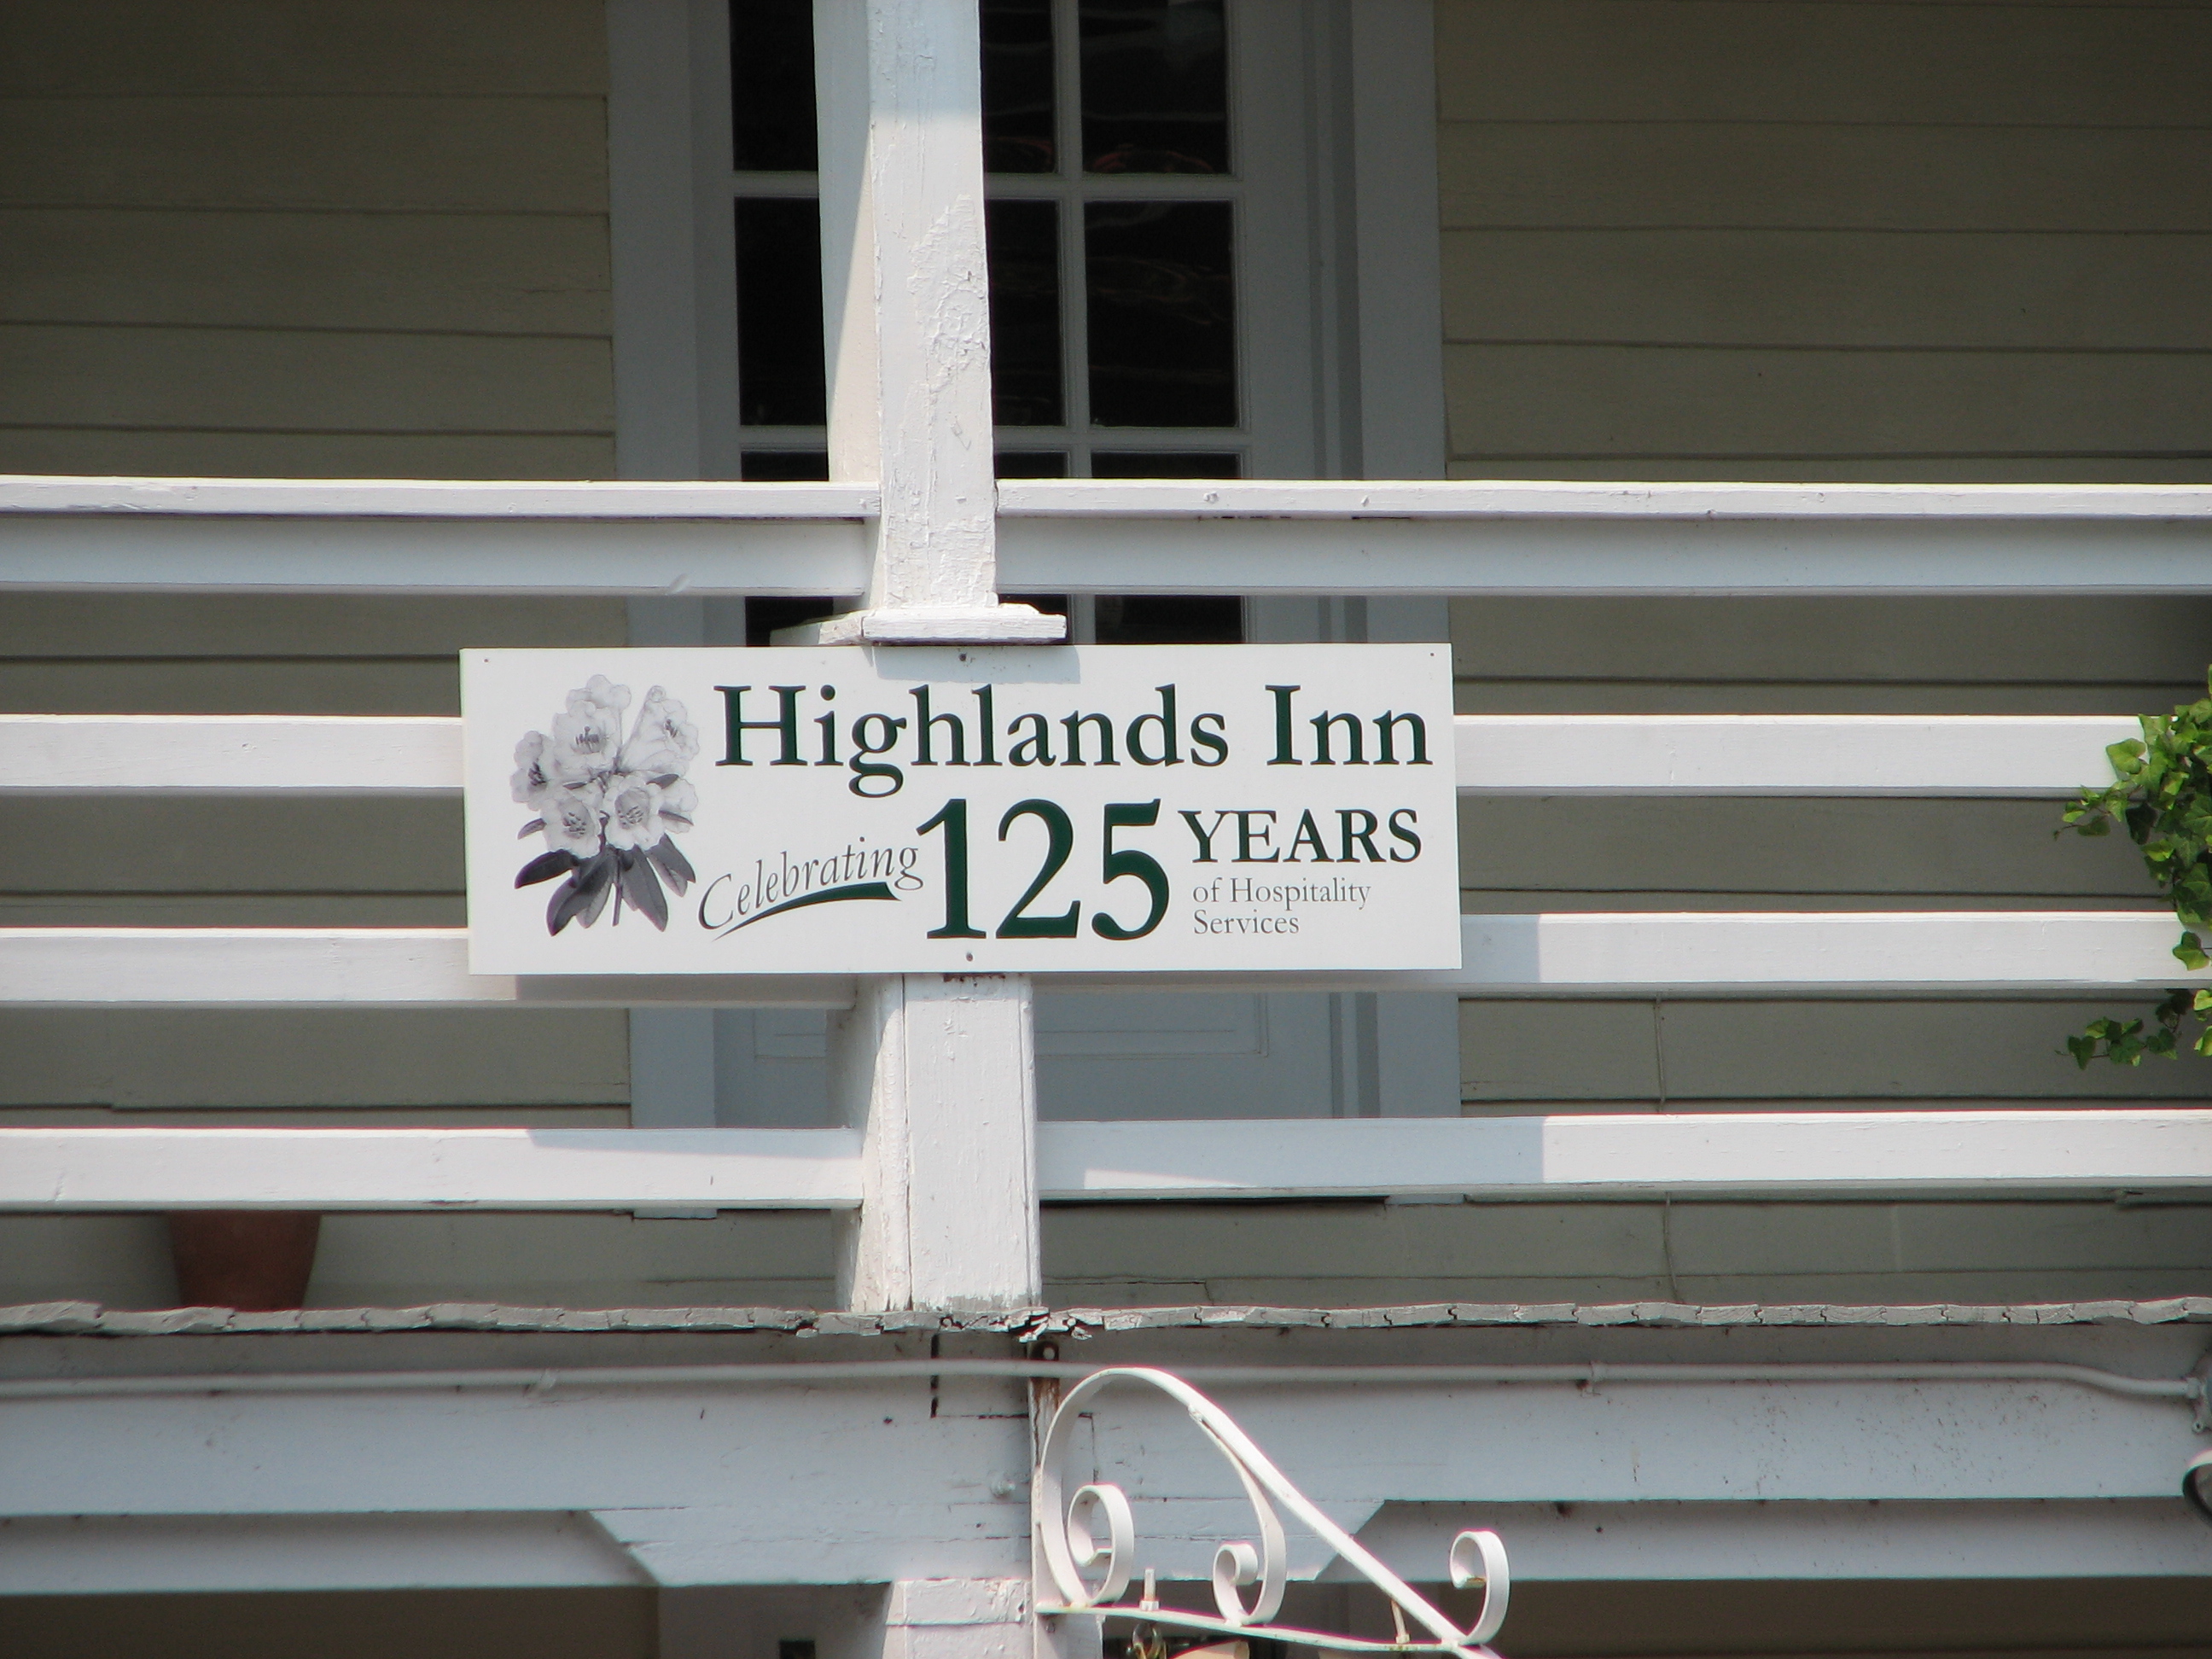 Highlands Inn
Celebrating 125 YEARS
of Hospitality
Services